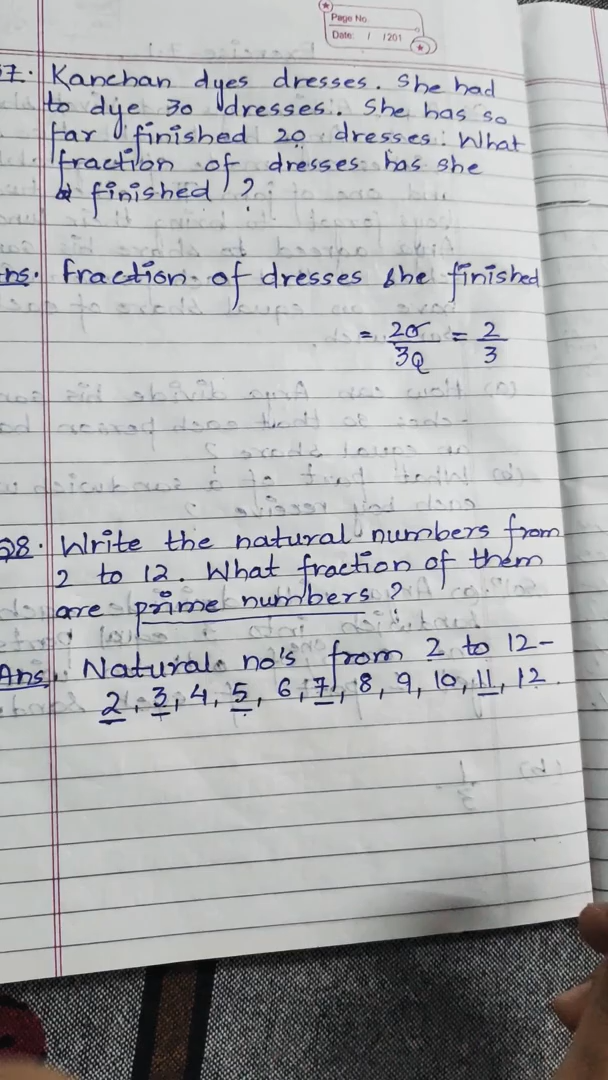 Page No.
Date: / /201
7. Kanchan dyes dresses. She had
to dye 30 dresses. She has so
far finished 20 dresses. What
fraction of dresses has she
finished ?
ns. Fraction of dresses she finished
= 20/30 = 2/3
Q8. Write the natural numbers from
2 to 12. What fraction of them
are prime numbers ?
Ans. Natural no's from 2 to 12-
2, 3, 4, 5, 6, 7, 8, 9, 10, 11, 12